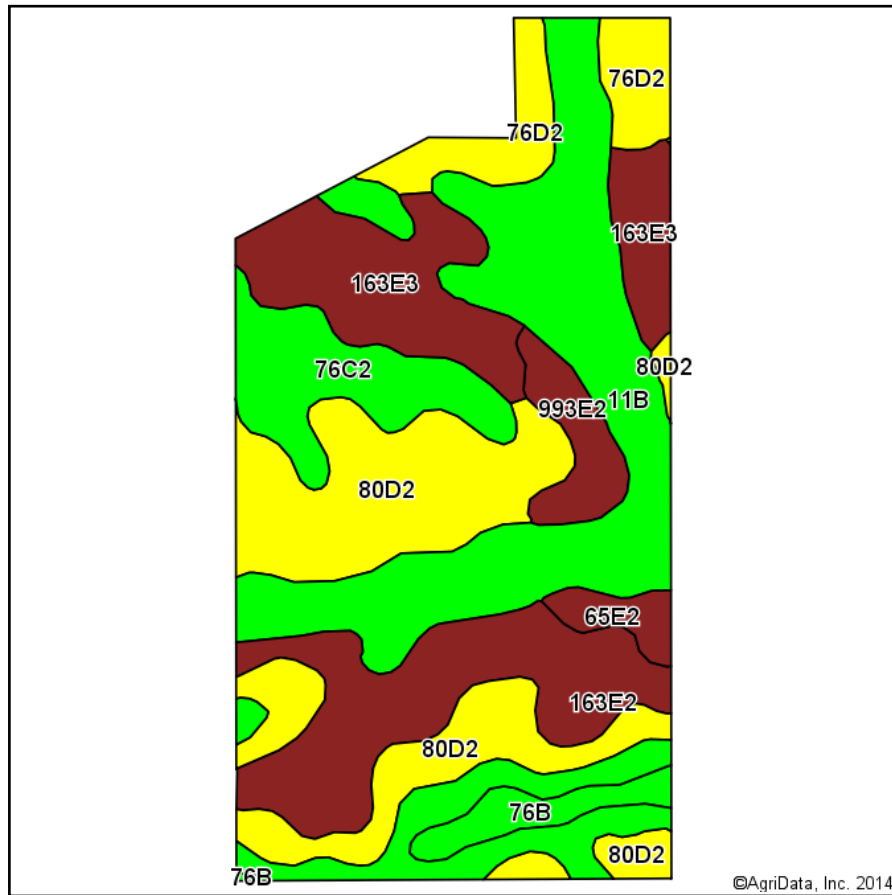 76D2
76D2
163E3
163E3
76C2
80D2
993E2
11B
80D2
65E2
163E2
80D2
76B
80D2
76B
©AgriData, Inc. 2014